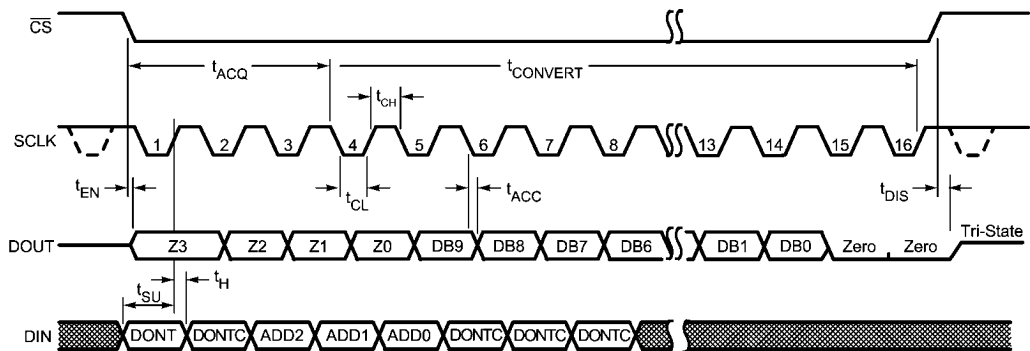 CS
tACQ
tCONVERT
tCH
SCLK
1 2 3 4 5 6 7 8 13 14 15 16
tEN
tCL
tACC
tDIS
DOUT
Z3 Z2 Z1 Z0 DB9 DB8 DB7 DB6 DB1 DB0 Zero Zero
Tri-State
tSU
tH
DIN
DONT DONTC ADD2 ADD1 ADD0 DONTC DONTC DONTC